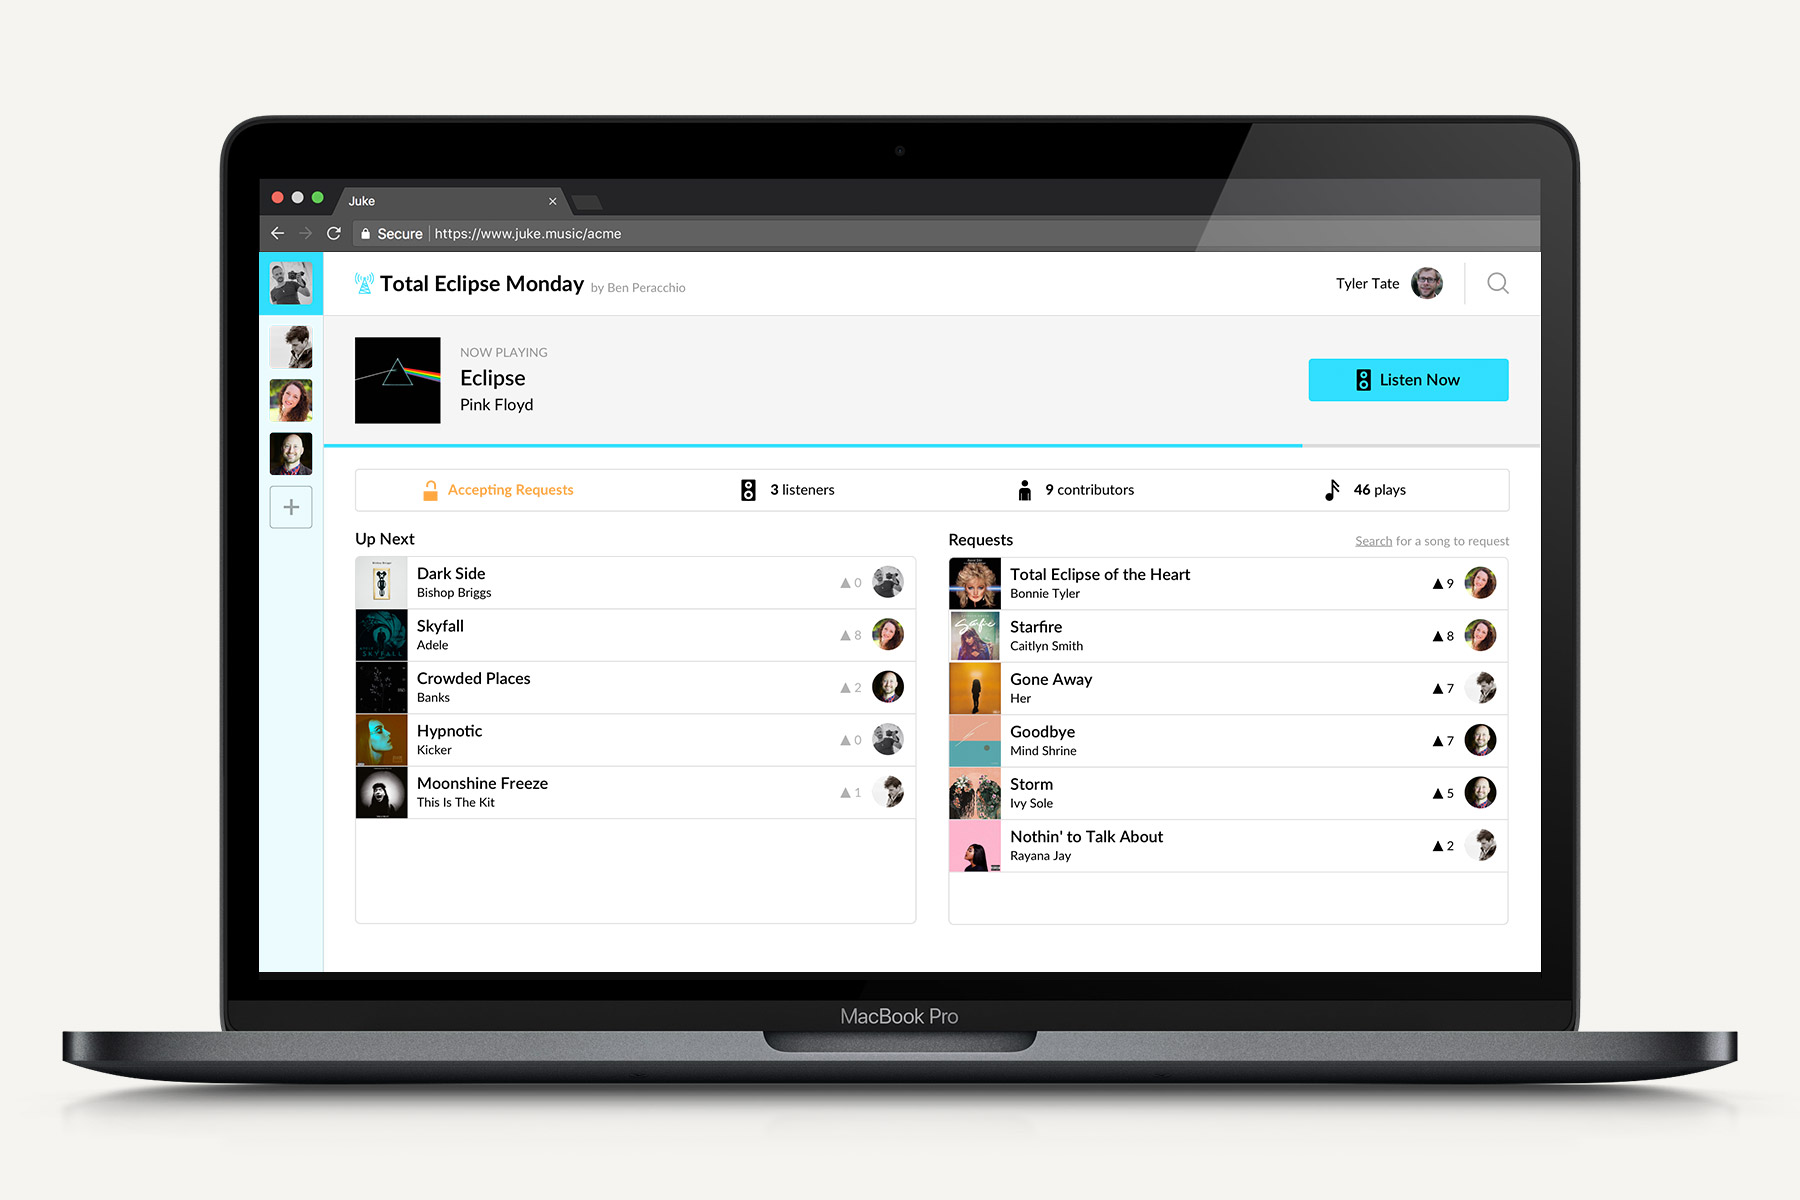 Juke
Secure https://www.juke.music/acme
Total Eclipse Monday by Ben Peracchio
Tyler Tate
NOW PLAYING
Eclipse
Pink Floyd
Listen Now
Accepting Requests
3 listeners
9 contributors
46 plays
Up Next
Dark Side
Bishop Briggs
0
Skyfall
Adele
8
SKYFALL
Crowded Places
Banks
2
Hypnotic
Kicker
0
Moonshine Freeze
This Is The Kit
1
Requests
Search for a song to request
Total Eclipse of the Heart
Bonnie Tyler
9
Starfire
Caitlyn Smith
8
Gone Away
Her
7
Goodbye
Mind Shrine
7
Storm
Ivy Sole
5
Nothin' to Talk About
Rayana Jay
2
MacBook Pro